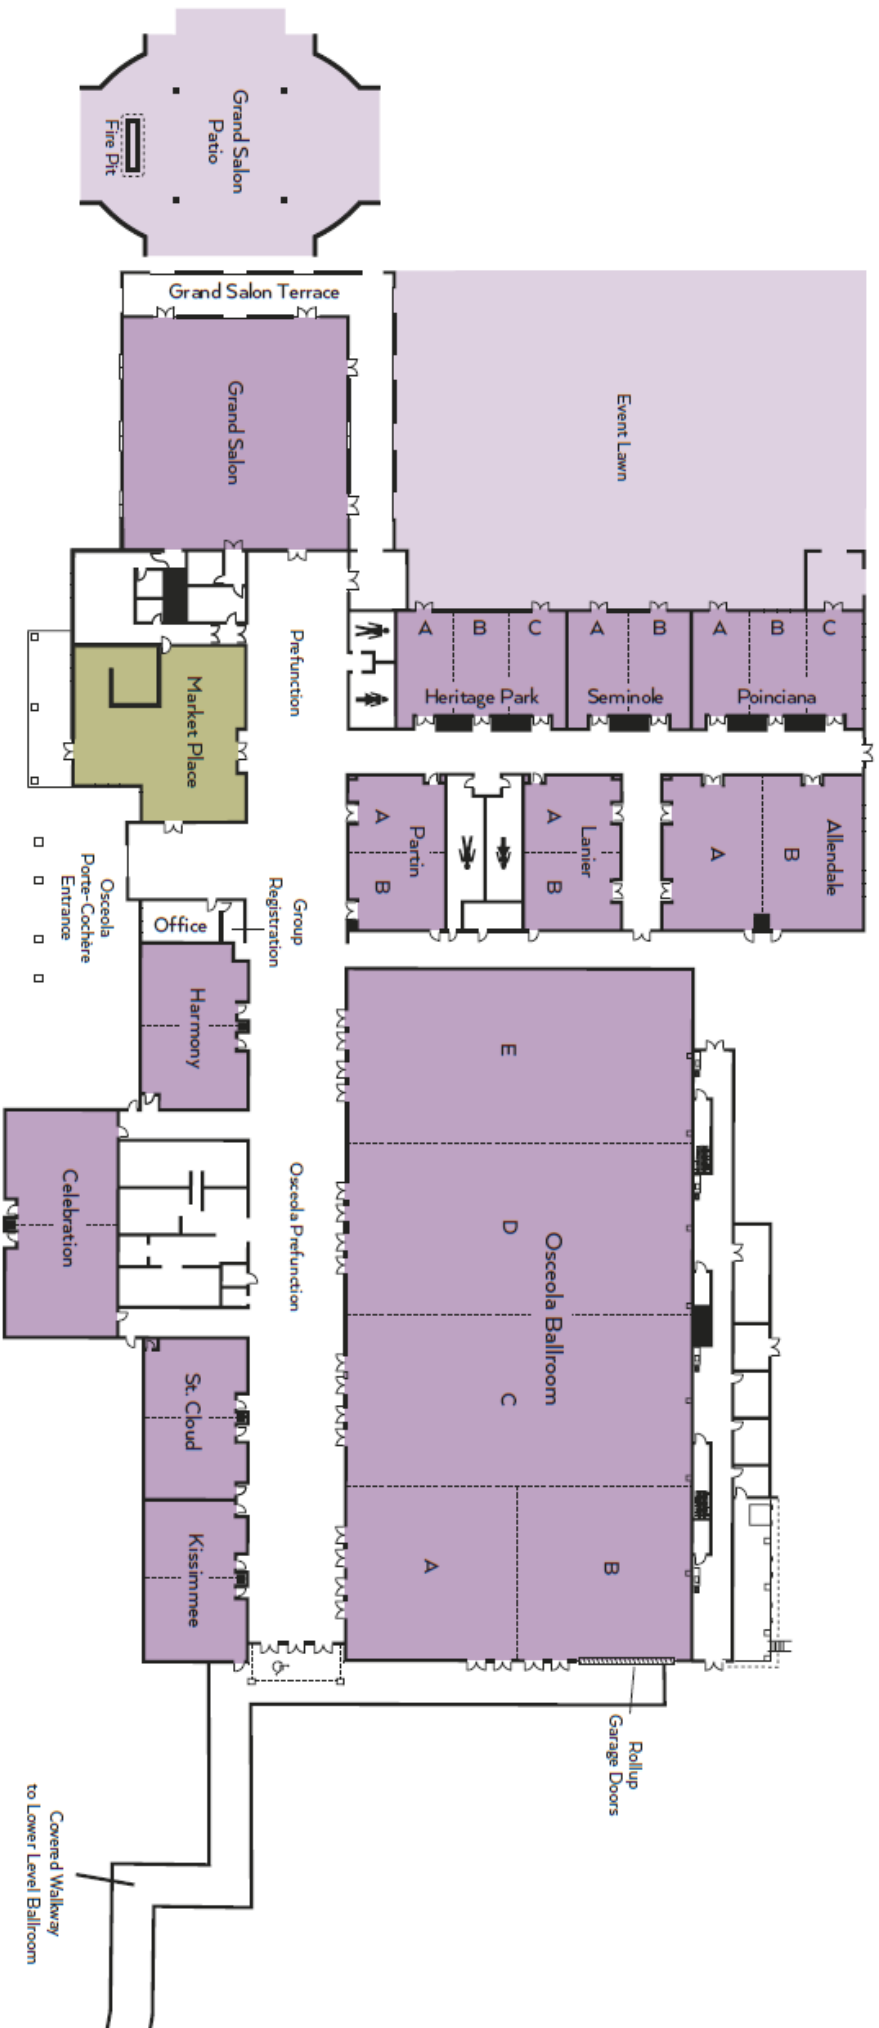 Grand Salon
Patio
Fire Pit
Grand Salon Terrace
Grand Salon
Event Lawn
Prefunction
A
B
C
Heritage Park
A
B
Seminole
A
B
C
Poinciana
Market Place
A
B
Partin
A
B
Lanier
A
B
Allendale
Osceola
Porte-Cochère
Entrance
Group
Registration
Office
Harmony
Celebration
Osceola Prefunction
E
D
C
A
B
Osceola Ballroom
St. Cloud
Kissimmee
Rollup
Garage Doors
Covered Walkway
to Lower Level Ballroom